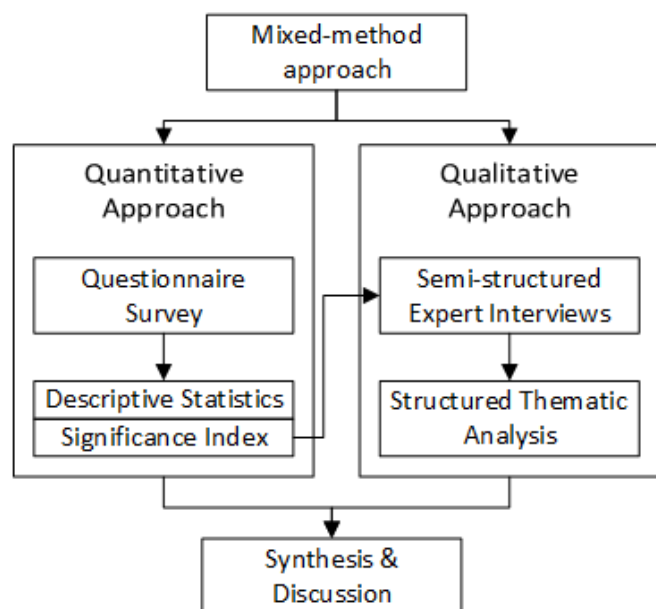 Mixed-method
approach
Quantitative
Approach
Questionnaire
Survey
Descriptive Statistics
Significance Index
Qualitative
Approach
Semi-structured
Expert Interviews
Structured Thematic
Analysis
Synthesis &
Discussion